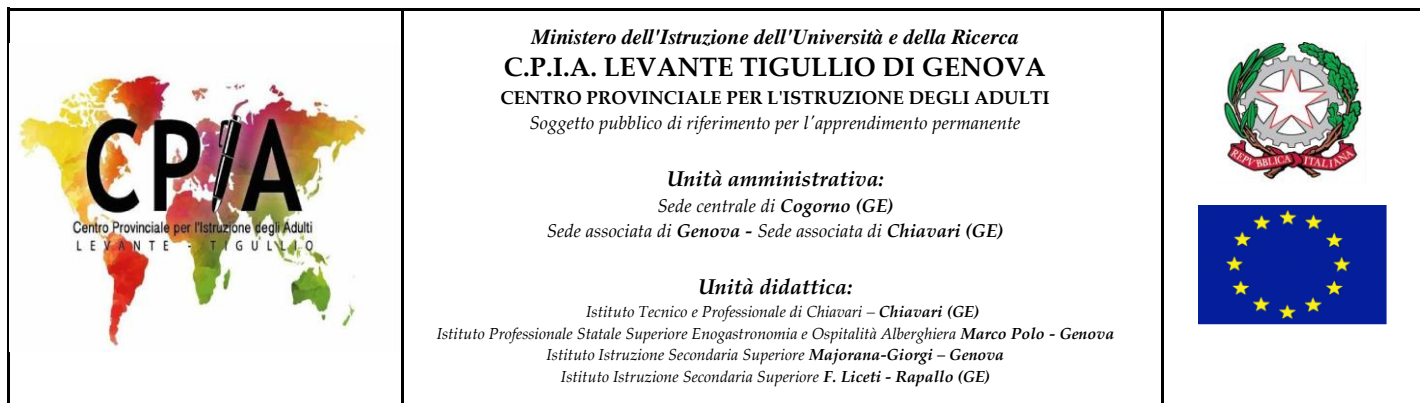 CPIA
Centro Provinciale per l'Istruzione degli Adulti
LEVANTE - TIGULLIO
Ministero dell'Istruzione dell'Università e della Ricerca
C.P.I.A. LEVANTE TIGULLIO DI GENOVA
CENTRO PROVINCIALE PER L'ISTRUZIONE DEGLI ADULTI
Soggetto pubblico di riferimento per l'apprendimento permanente
Unità amministrativa:
Sede centrale di Cogorno (GE)
Sede associata di Genova - Sede associata di Chiavari (GE)
Unità didattica:
Istituto Tecnico e Professionale di Chiavari – Chiavari (GE)
Istituto Professionale Statale Superiore Enogastronomia e Ospitalità Alberghiera Marco Polo - Genova
Istituto Istruzione Secondaria Superiore Majorana-Giorgi – Genova
Istituto Istruzione Secondaria Superiore F. Liceti - Rapallo (GE)
REPVBBLICA ITALIANA